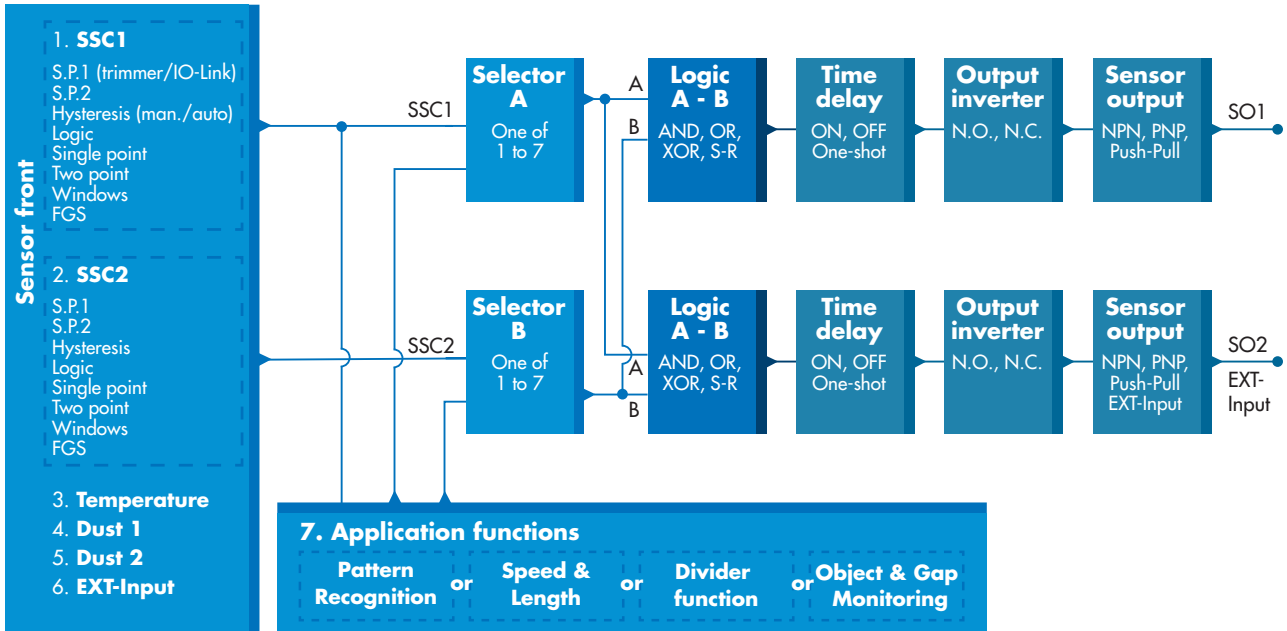 Sensor front
1. SSC1
S.P.1 (trimmer/IO-Link)
S.P.2
Hysteresis (man./auto)
Logic
Single point
Two point
Windows
FGS
2. SSC2
S.P.1
S.P.2
Hysteresis
Logic
Single point
Two point
Windows
FGS
3. Temperature
4. Dust 1
5. Dust 2
6. EXT-Input
SSC1
Selector
A
One of
1 to 7
A
B
Logic
A - B
AND, OR,
XOR, S-R
Time
delay
ON, OFF
One-shot
Output
inverter
N.O., N.C.
Sensor
output
NPN, PNP,
Push-Pull
SO1
SSC2
Selector
B
One of
1 to 7
A
B
Logic
A - B
AND, OR,
XOR, S-R
Time
delay
ON, OFF
One-shot
Output
inverter
N.O., N.C.
Sensor
output
NPN, PNP,
Push-Pull
EXT-Input
SO2
EXT-
Input
7. Application functions
Pattern
Recognition
or
Speed &
Length
or
Divider
function
or
Object & Gap
Monitoring